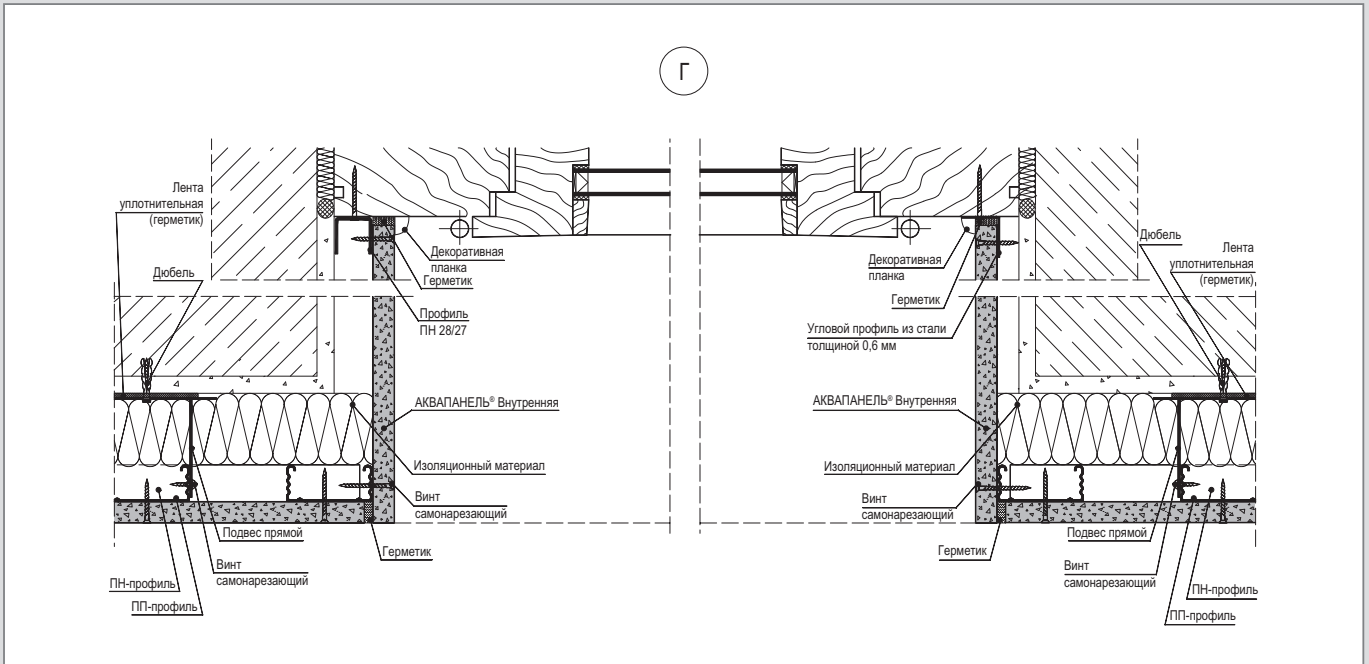 Г
Лента
уплотнительная
(герметик)
Дюбель
Декоративная
планка
Герметик
Профиль
ПН 28/27
АКВАПАНЕЛЬ® Внутренняя
Изоляционный материал
Винт
самонарезающий
Подвес прямой
Герметик
Винт
самонарезающий
ПН-профиль
ПП-профиль
Дюбель
Лента
уплотнительная
(герметик)
Декоративная
планка
Герметик
Угловой профиль из стали
толщиной 0,6 мм
АКВАПАНЕЛЬ® Внутренняя
Изоляционный материал
Винт
самонарезающий
Подвес прямой
Герметик
Винт
самонарезающий
ПН-профиль
ПП-профиль